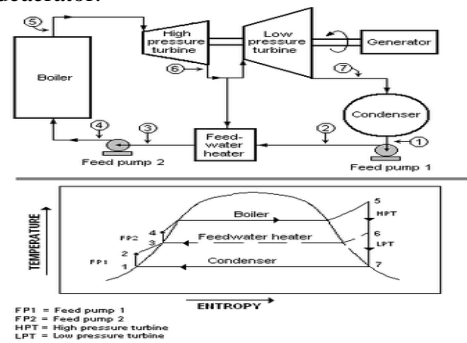 deaerator.
5
High
pressure
turbine
Low
pressure
turbine
Generator
6
7
Boiler
Condenser
4
3
Feed-
water
heater
2
1
Feed pump 2
Feed pump 1
TEMPERATURE
Boiler
5
HPT
FP2
4
3
Feedwater heater
6
LPT
FP1
2
1
Condenser
7
ENTROPY
FP1 = Feed pump 1
FP2 = Feed pump 2
HPT = High pressure turbine
LPT = Low pressure turbine